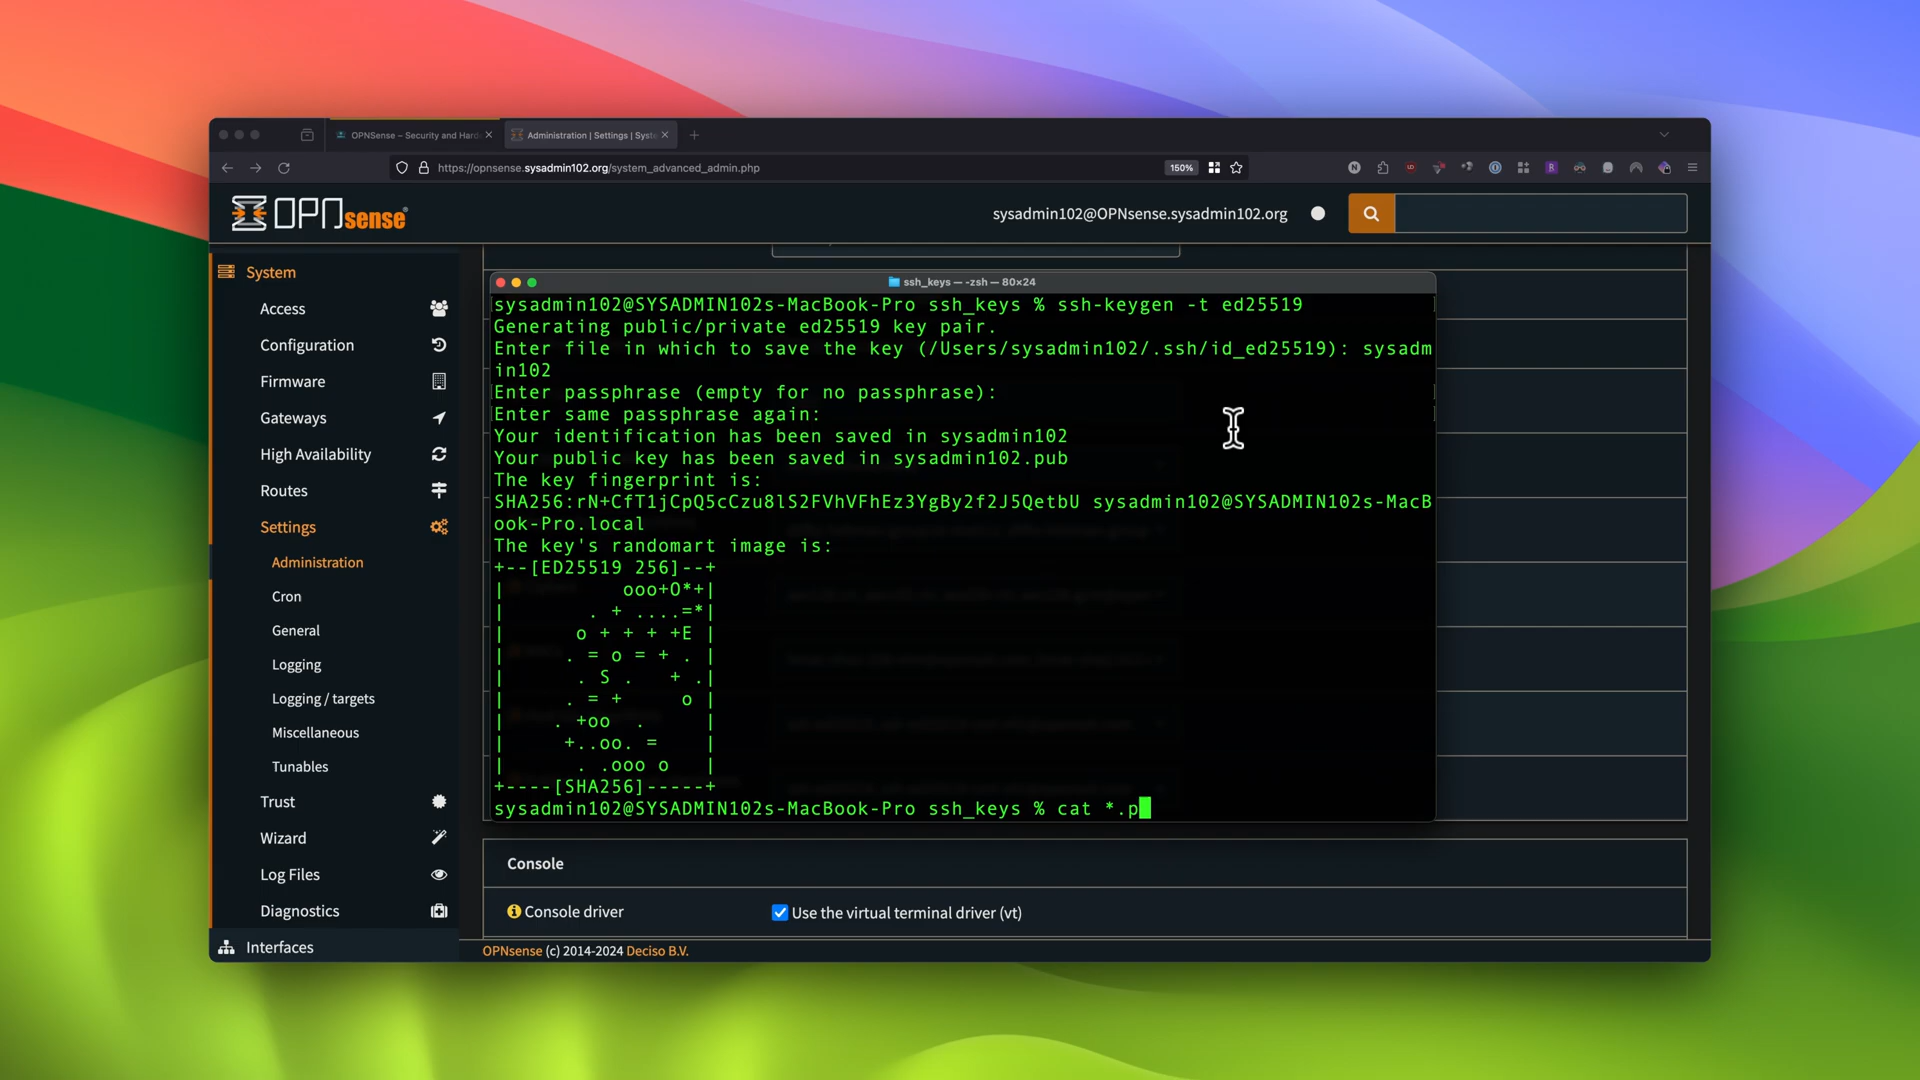 OPNSense – Security and Hard
Administration | Settings | Syste
https://opnsense.sysadmin102.org/system_advanced_admin.php
150%
OPNsense
sysadmin102@OPNsense.sysadmin102.org
System
Access
Configuration
Firmware
Gateways
High Availability
Routes
Settings
Administration
Cron
General
Logging
Logging / targets
Miscellaneous
Tunables
Trust
Wizard
Log Files
Diagnostics
Interfaces
ssh_keys — -zsh — 80×24
sysadmin102@SYSADMIN102s-MacBook-Pro ssh_keys % ssh-keygen -t ed25519
Generating public/private ed25519 key pair.
Enter file in which to save the key (/Users/sysadmin102/.ssh/id_ed25519): sysadm
in102
Enter passphrase (empty for no passphrase):
Enter same passphrase again:
Your identification has been saved in sysadmin102
Your public key has been saved in sysadmin102.pub
The key fingerprint is:
SHA256:rN+CfT1jCpQ5cCzu8lS2FVhVFhEz3YgBy2f2J5QetbU sysadmin102@SYSADMIN102s-MacB
ook-Pro.local
The key's randomart image is:
+--[ED25519 256]--+
|          ooo+O*+|
|       . + ....=*|
|      o + + + +E |
|     . = o = + . |
|      . S .   + .|
|     . = +     o |
|    . +oo  .     |
|     +..oo. =    |
|      . .ooo o   |
+----[SHA256]-----+
sysadmin102@SYSADMIN102s-MacBook-Pro ssh_keys % cat *.p
Console
Console driver
Use the virtual terminal driver (vt)
OPNsense (c) 2014-2024 Deciso B.V.